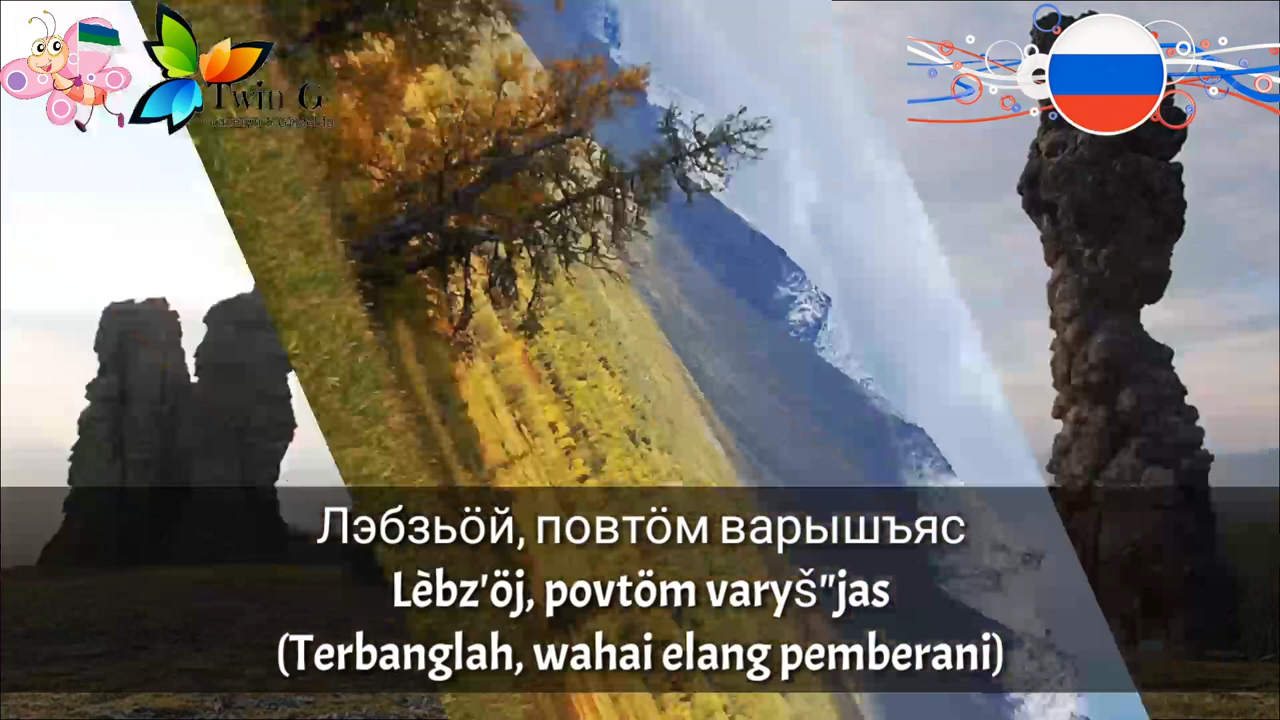 Twin G
Лэбзьӧй, повтӧм варышъяс
Lèbz'öj, povtöm varyš"jas
(Terbanglah, wahai elang pemberani)